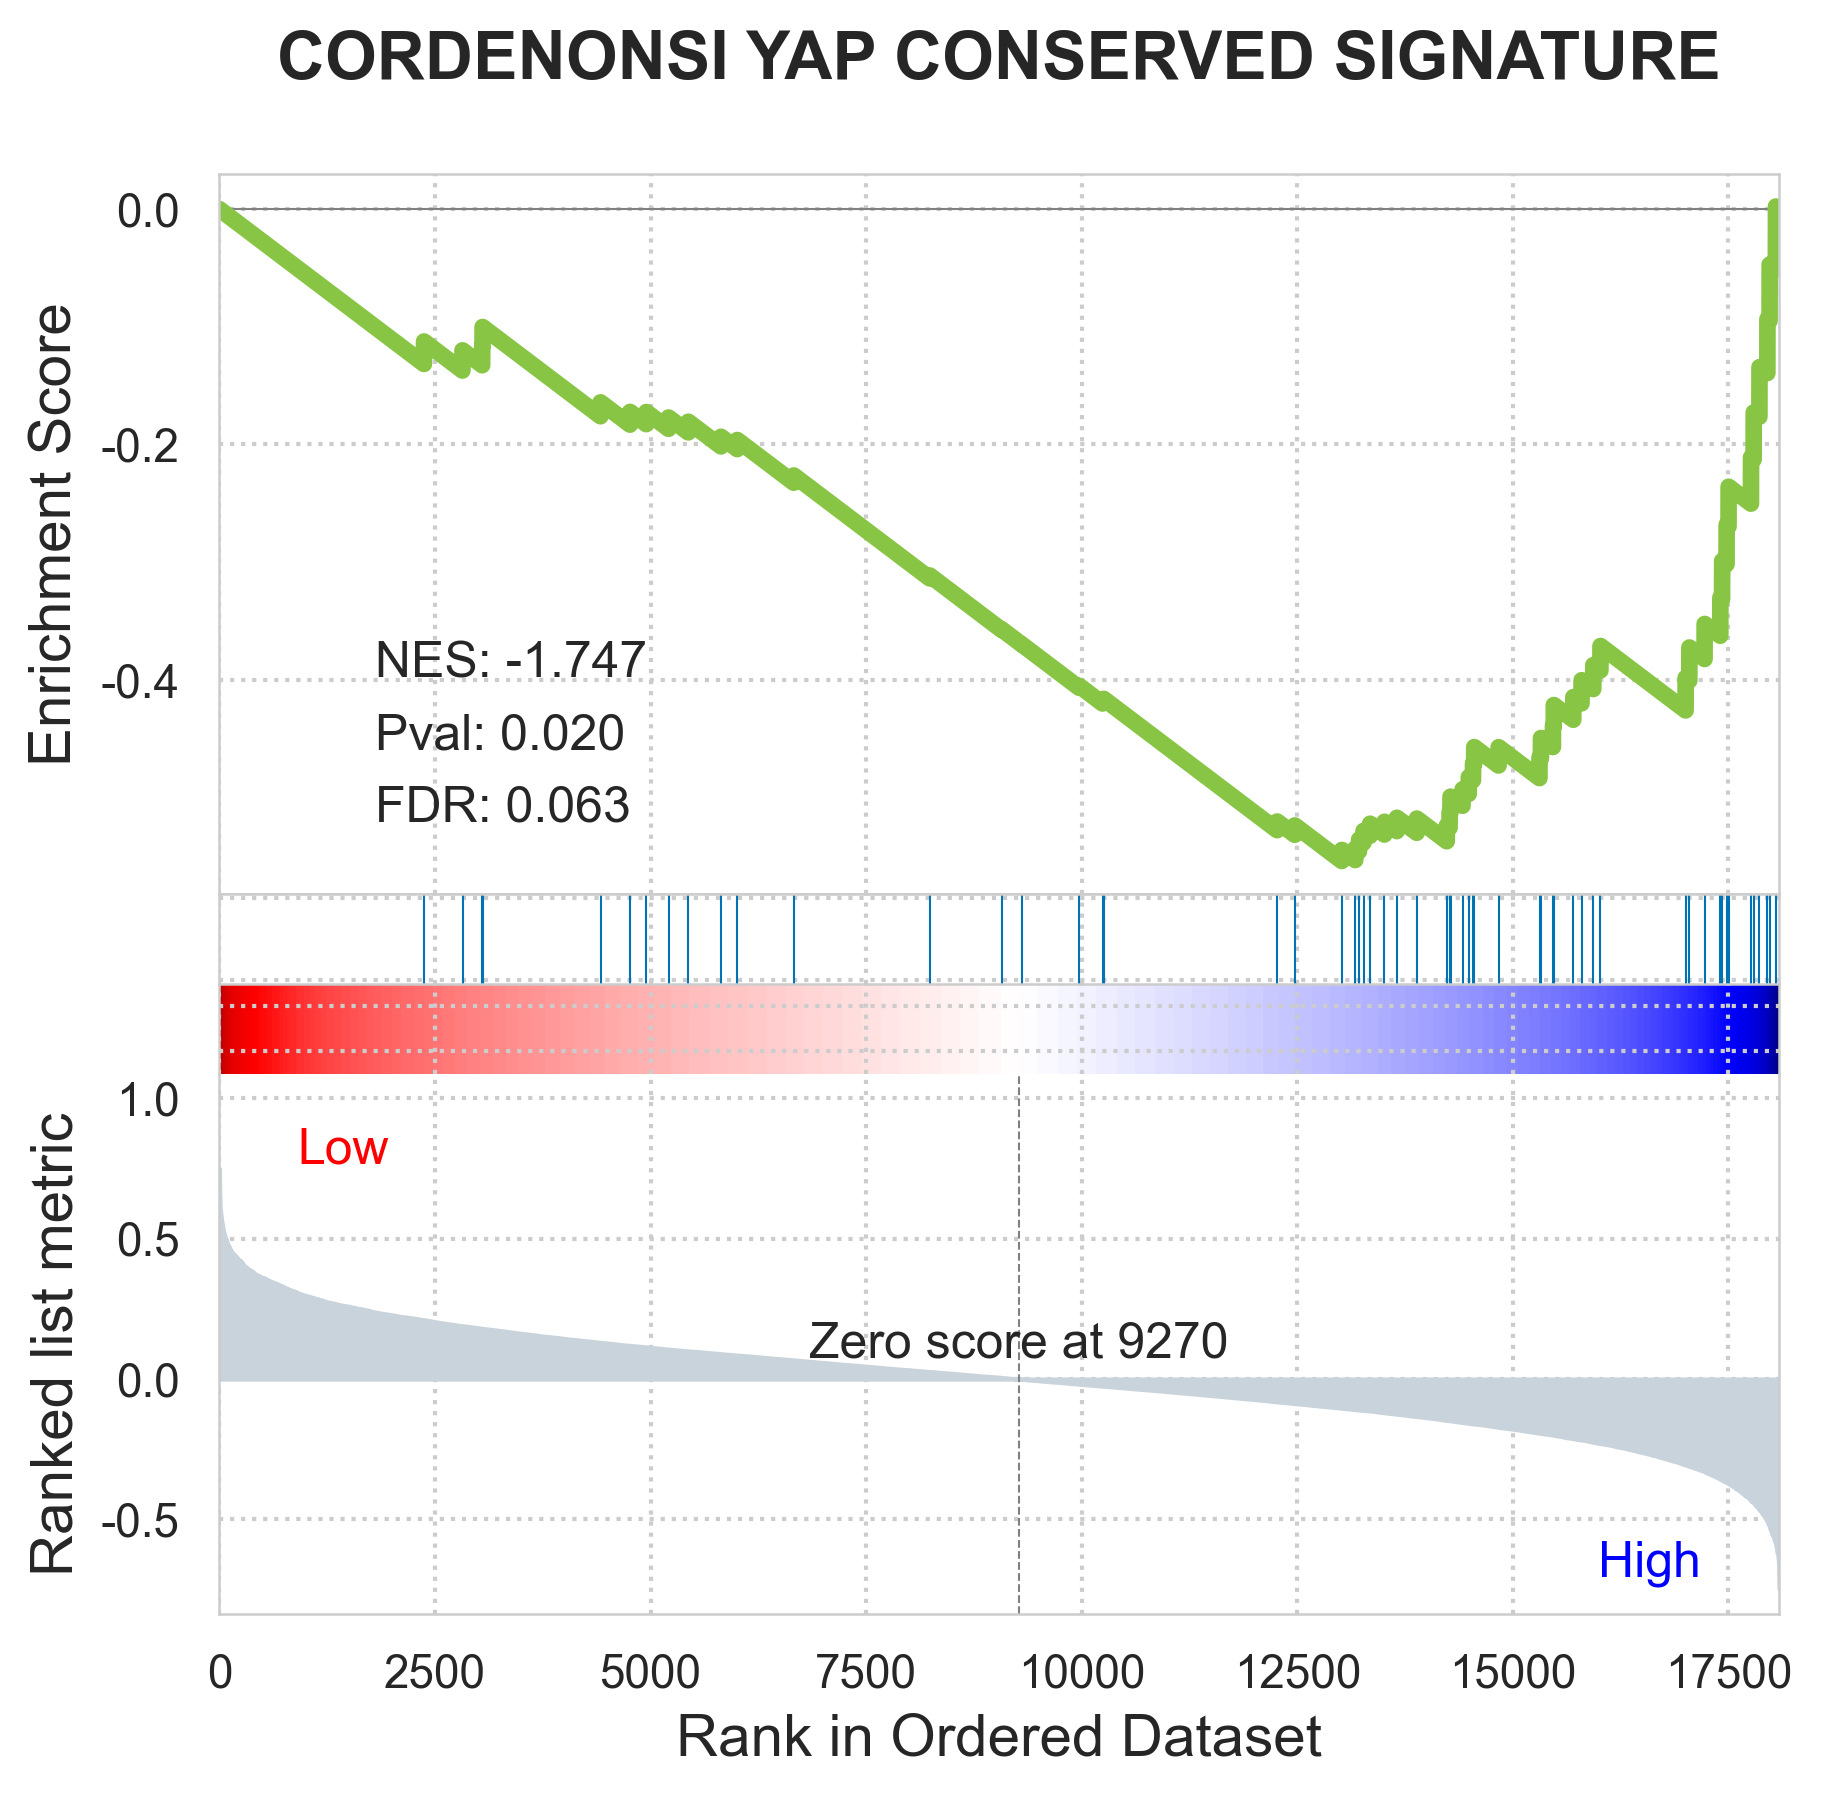 CORDENONSI YAP CONSERVED SIGNATURE
Enrichment Score
0.0
-0.2
-0.4
NES: -1.747
Pval: 0.020
FDR: 0.063
Ranked list metric
1.0
0.5
0.0
-0.5
Low
Zero score at 9270
High
0 2500 5000 7500 10000 12500 15000 17500
Rank in Ordered Dataset